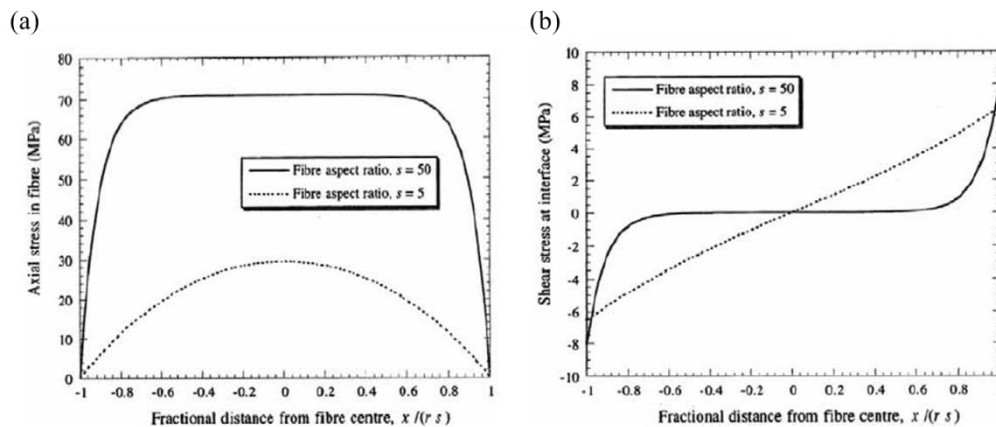 (a)
80
70
60
50
40
30
20
10
0
Axial stress in fibre (MPa)
Fibre aspect ratio, s = 50
Fibre aspect ratio, s = 5
-1 -0.8 -0.6 -0.4 -0.2 0 0.2 0.4 0.6 0.8 1
Fractional distance from fibre centre, x /(r s)
(b)
10
8
6
4
2
0
-2
-4
-6
-8
-10
Shear stress at interface (MPa)
Fibre aspect ratio, s = 50
Fibre aspect ratio, s = 5
-1 -0.8 -0.6 -0.4 -0.2 0 0.2 0.4 0.6 0.8
Fractional distance from fibre centre, x /(r s)